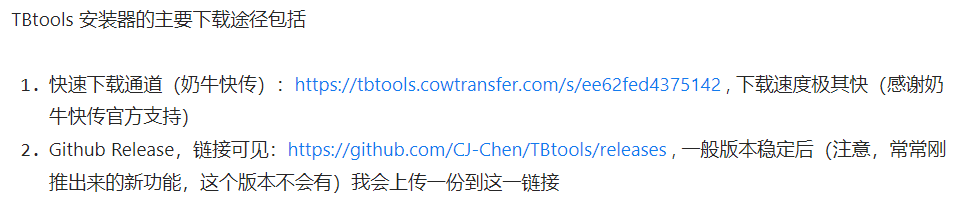 TBtools 安装器的主要下载途径包括
1. 快速下载通道（奶牛快传）：https://tbtools.cowtransfer.com/s/ee62fed4375142 , 下载速度极其快（感谢奶
牛快传官方支持）
2. Github Release，链接可见：https://github.com/CJ-Chen/TBtools/releases , 一般版本稳定后（注意，常常刚
推出来的新功能，这个版本不会有）我会上传一份到这一链接